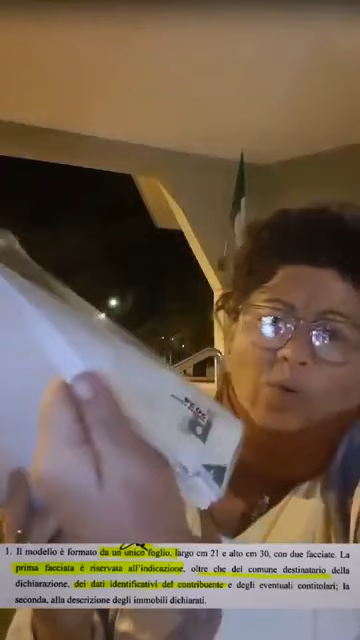 1. Il modello è formato da un unico foglio, largo cm 21 e alto cm 30, con due facciate. La
prima facciata è riservata all'indicazione, oltre che del comune destinatario della
dichiarazione, dei dati identificativi del contribuente e degli eventuali contitolari; la
seconda, alla descrizione degli immobili dichiarati.